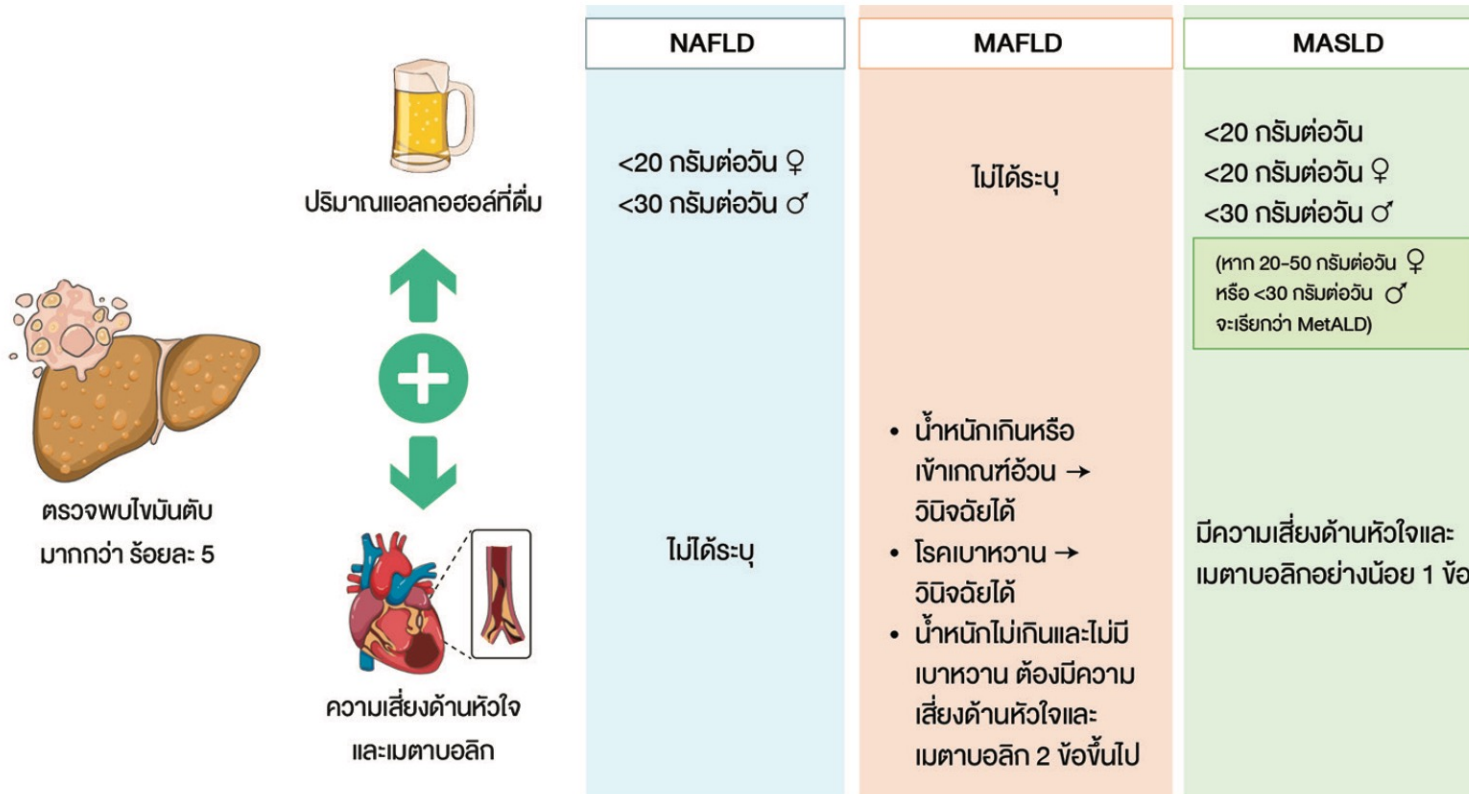 NAFLD
MAFLD
MASLD
ปริมาณแอลกอฮอล์ที่ดื่ม
<20 กรัมต่อวัน ♀
<30 กรัมต่อวัน ♂
ไม่ได้ระบุ
<20 กรัมต่อวัน
<20 กรัมต่อวัน ♀
<30 กรัมต่อวัน ♂
(หาก 20-50 กรัมต่อวัน ♀
หรือ <30 กรัมต่อวัน ♂
จะเรียกว่า MetALD)
ตรวจพบไขมันตับ
มากกว่า ร้อยละ 5
ความเสี่ยงด้านหัวใจ
และเมตาบอลิก
ไม่ได้ระบุ
• น้ำหนักเกินหรือ
เข้าเกณฑ์อ้วน →
วินิจฉัยได้
• โรคเบาหวาน →
วินิจฉัยได้
• น้ำหนักไม่เกินและไม่มี
เบาหวาน ต้องมีความ
เสี่ยงด้านหัวใจและ
เมตาบอลิก 2 ข้อขึ้นไป
มีความเสี่ยงด้านหัวใจและ
เมตาบอลิกอย่างน้อย 1 ข้อ